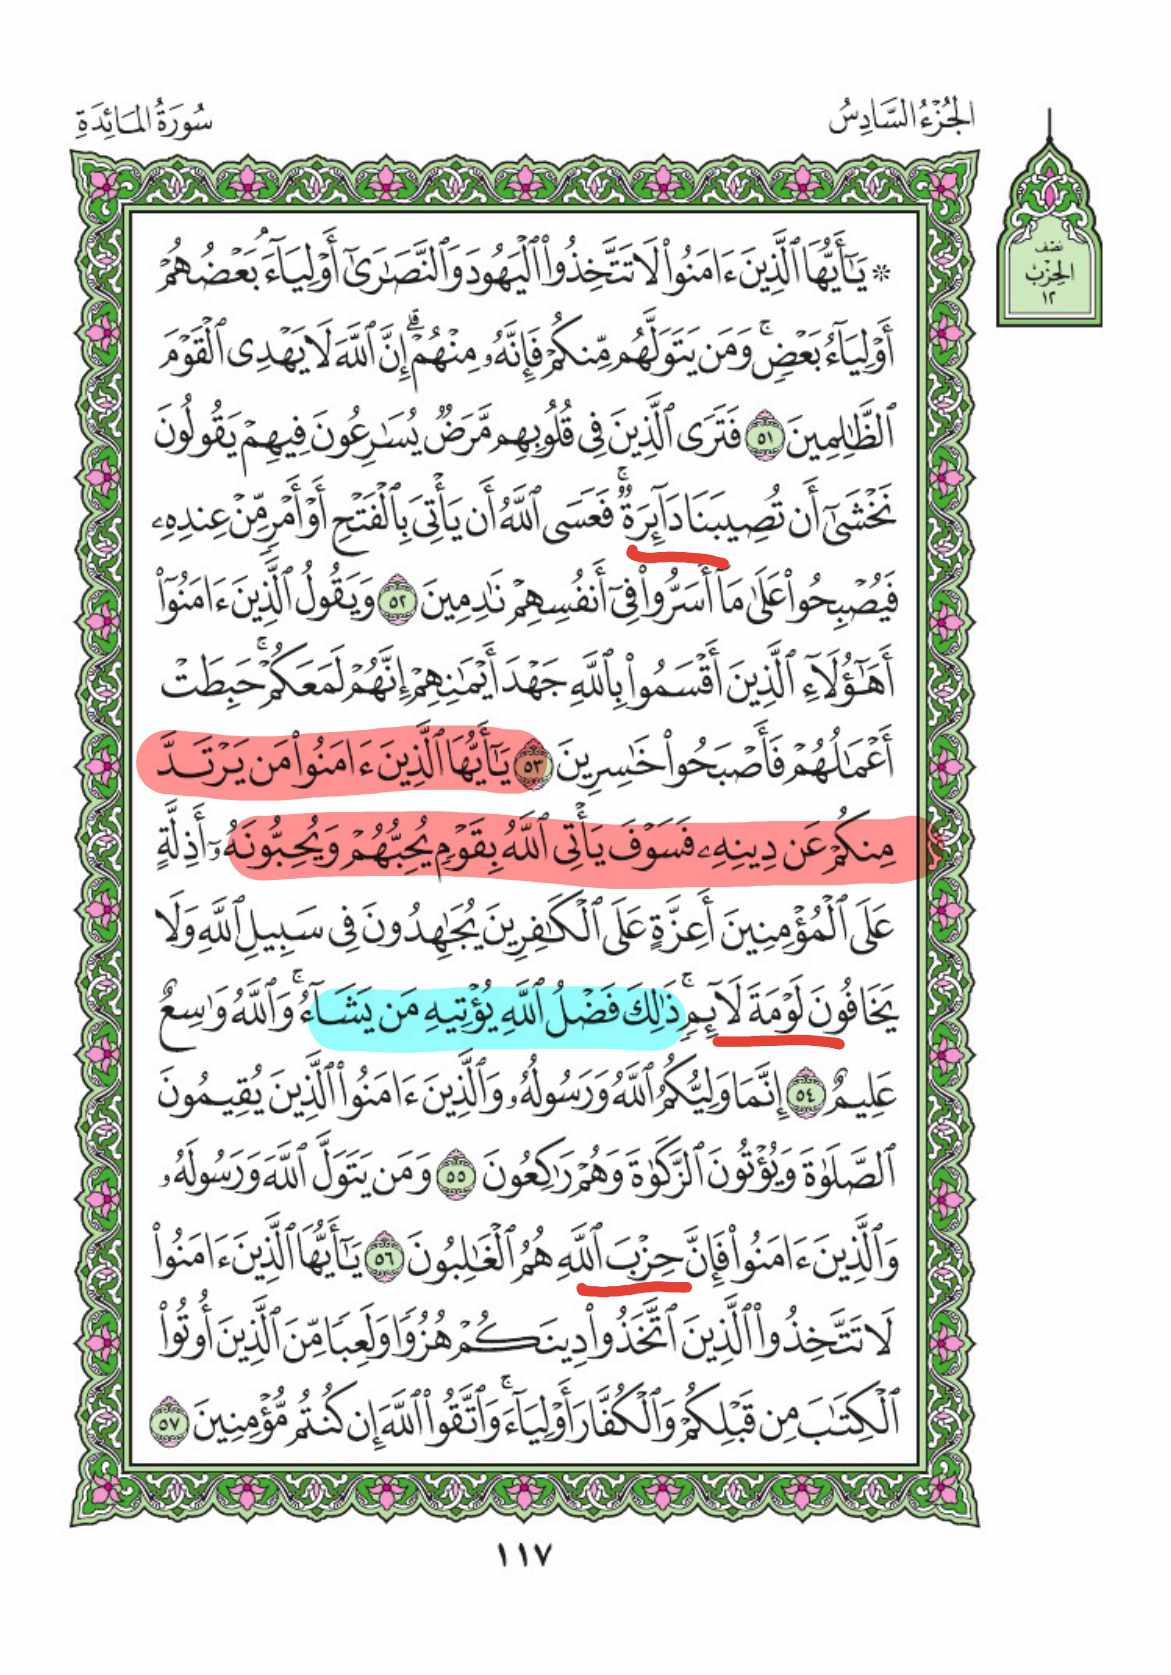 الجُزْءُ السَّادِسُ
سُورَةُ المَائِدَةِ
نصف
الحِزْب
١٢
۞ يَٰٓأَيُّهَا ٱلَّذِينَ ءَامَنُوا۟ لَا تَتَّخِذُوا۟ ٱلْيَهُودَ وَٱلنَّصَٰرَىٰٓ أَوْلِيَآءَ ۘ بَعْضُهُمْ
أَوْلِيَآءُ بَعْضٍ ۚ وَمَن يَتَوَلَّهُم مِّنكُمْ فَإِنَّهُۥ مِنْهُمْ ۗ إِنَّ ٱللَّهَ لَا يَهْدِى ٱلْقَوْمَ
ٱلظَّٰلِمِينَ ٥١ فَتَرَى ٱلَّذِينَ فِى قُلُوبِهِم مَّرَضٌ يُسَٰرِعُونَ فِيهِمْ يَقُولُونَ
نَخْشَىٰٓ أَن تُصِيبَنَا دَآئِرَةٌ ۚ فَعَسَى ٱللَّهُ أَن يَأْتِىَ بِٱلْفَتْحِ أَوْ أَمْرٍ مِّنْ عِندِهِۦ
فَيُصْبِحُوا۟ عَلَىٰ مَآ أَسَرُّوا۟ فِىٓ أَنفُسِهِمْ نَٰدِمِينَ ٥٢ وَيَقُولُ ٱلَّذِينَ ءَامَنُوٓا۟
أَهَٰٓؤُلَآءِ ٱلَّذِينَ أَقْسَمُوا۟ بِٱللَّهِ جَهْدَ أَيْمَٰنِهِمْ إِنَّهُمْ لَمَعَكُمْ ۚ حَبِطَتْ
أَعْمَٰلُهُمْ فَأَصْبَحُوا۟ خَٰسِرِينَ ٥٣ يَٰٓأَيُّهَا ٱلَّذِينَ ءَامَنُوا۟ مَن يَرْتَدَّ
مِنكُمْ عَن دِينِهِۦ فَسَوْفَ يَأْتِى ٱللَّهُ بِقَوْمٍ يُحِبُّهُمْ وَيُحِبُّونَهُۥٓ أَذِلَّةٍ
عَلَى ٱلْمُؤْمِنِينَ أَعِزَّةٍ عَلَى ٱلْكَٰفِرِينَ يُجَٰهِدُونَ فِى سَبِيلِ ٱللَّهِ وَلَا
يَخَافُونَ لَوْمَةَ لَآئِمٍ ۚ ذَٰلِكَ فَضْلُ ٱللَّهِ يُؤْتِيهِ مَن يَشَآءُ ۚ وَٱللَّهُ وَٰسِعٌ
عَلِيمٌ ٥٤ إِنَّمَا وَلِيُّكُمُ ٱللَّهُ وَرَسُولُهُۥ وَٱلَّذِينَ ءَامَنُوا۟ ٱلَّذِينَ يُقِيمُونَ
ٱلصَّلَوٰةَ وَيُؤْتُونَ ٱلزَّكَوٰةَ وَهُمْ رَٰكِعُونَ ٥٥ وَمَن يَتَوَلَّ ٱللَّهَ وَرَسُولَهُۥ
وَٱلَّذِينَ ءَامَنُوا۟ فَإِنَّ حِزْبَ ٱللَّهِ هُمُ ٱلْغَٰلِبُونَ ٥٦ يَٰٓأَيُّهَا ٱلَّذِينَ ءَامَنُوا۟
لَا تَتَّخِذُوا۟ ٱلَّذِينَ ٱتَّخَذُوا۟ دِينَكُمْ هُزُوًا وَلَعِبًا مِّنَ ٱلَّذِينَ أُوتُوا۟
ٱلْكِتَٰبَ مِن قَبْلِكُمْ وَٱلْكُفَّارَ أَوْلِيَآءَ ۚ وَٱتَّقُوا۟ ٱللَّهَ إِن كُنتُم مُّؤْمِنِينَ ٥٧
١١٧